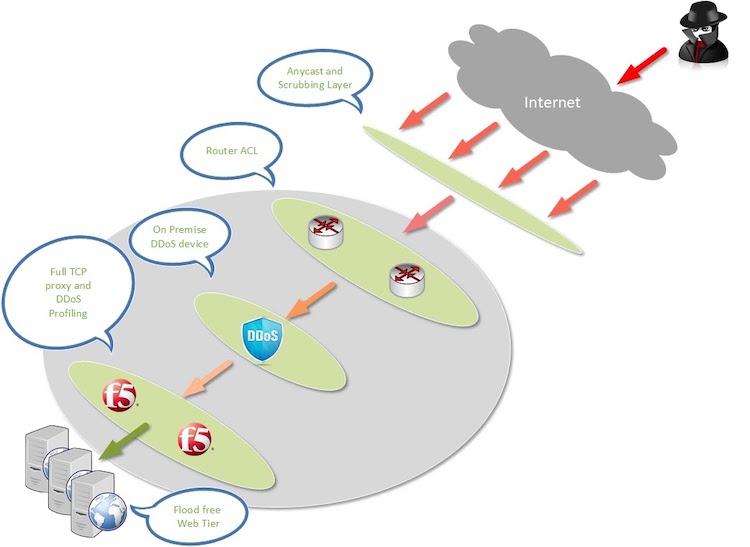 Anycast and
Scrubbing Layer
Internet
Router ACL
On Premise
DDoS device
Full TCP
proxy and
DDoS
Profiling
DDoS
f5
f5
Flood free
Web Tier